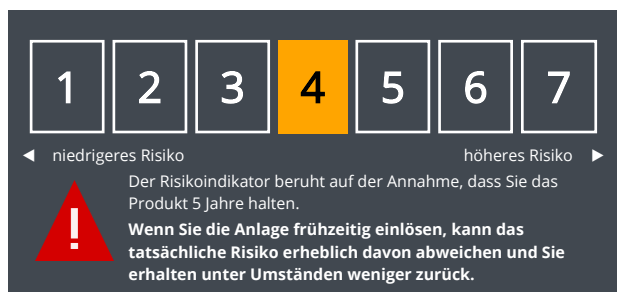 1 2 3 4 5 6 7
niedrigeres Risiko höheres Risiko
Der Risikoindikator beruht auf der Annahme, dass Sie das
Produkt 5 Jahre halten.
!
Wenn Sie die Anlage frühzeitig einlösen, kann das
tatsächliche Risiko erheblich davon abweichen und Sie
erhalten unter Umständen weniger zurück.